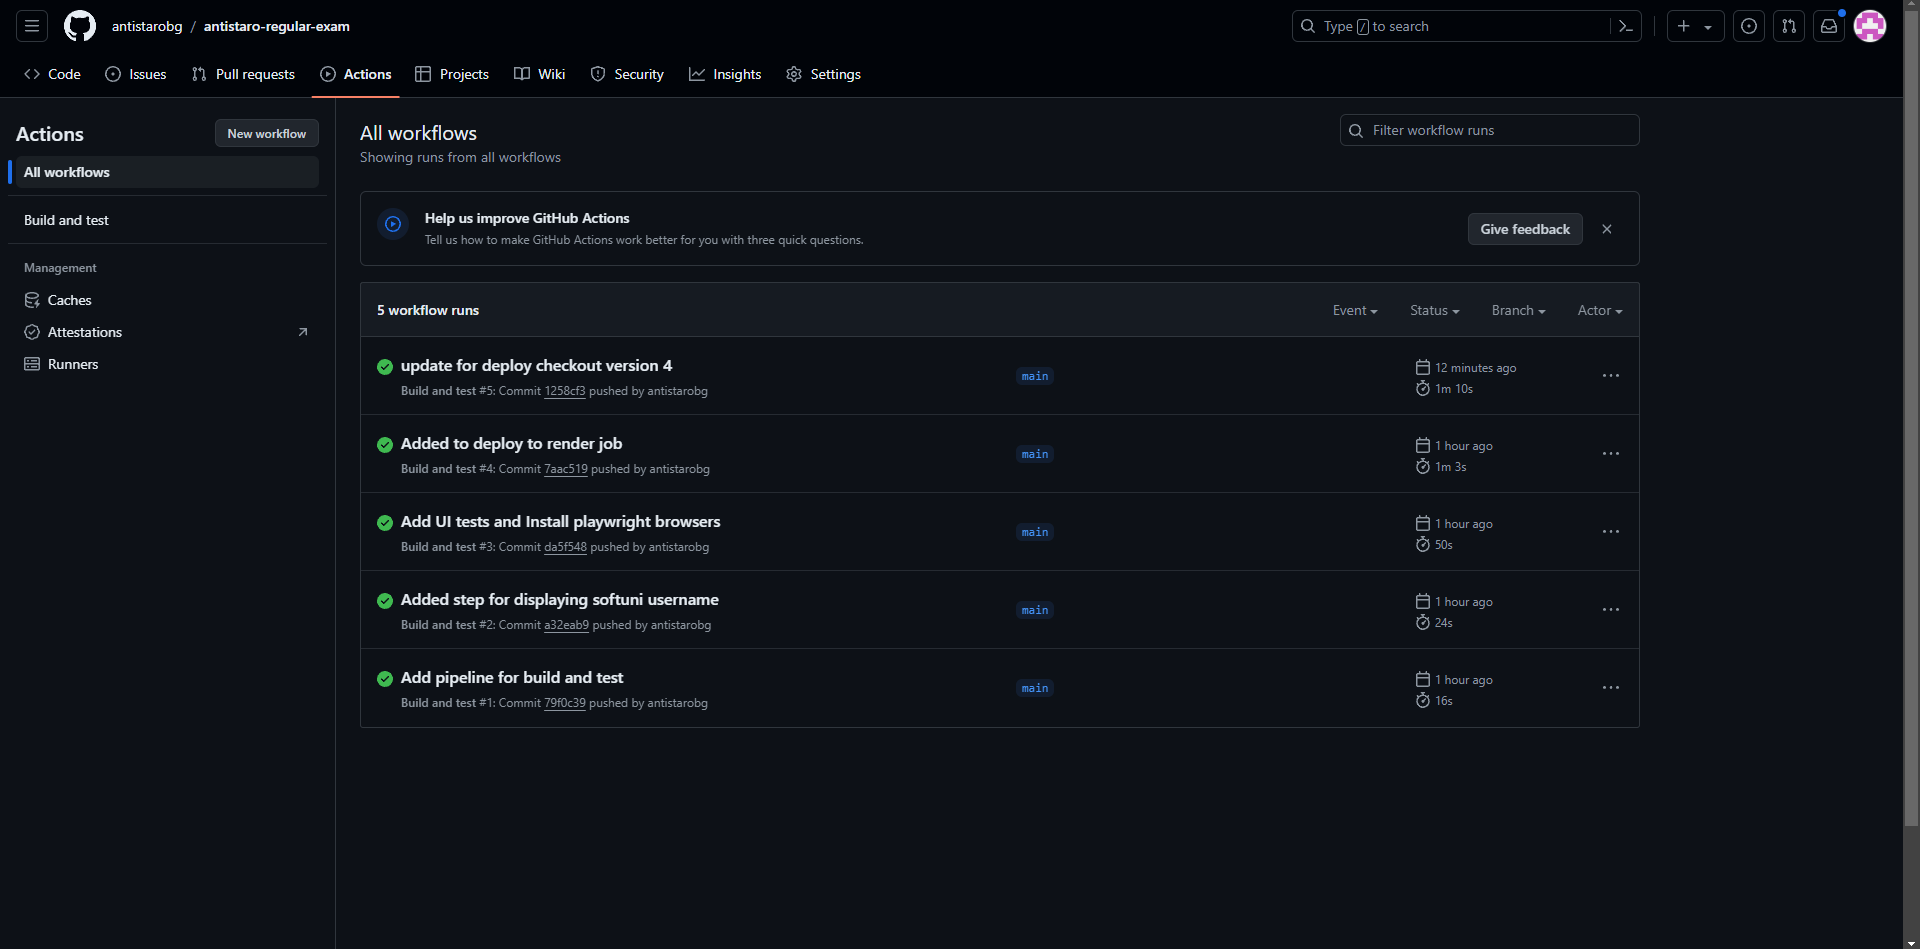 antistarobg / antistaro-regular-exam
Type / to search
Code
Issues
Pull requests
Actions
Projects
Wiki
Security
Insights
Settings
Actions
New workflow
All workflows
Build and test
Management
Caches
Attestations
Runners
All workflows
Showing runs from all workflows
Filter workflow runs
Help us improve GitHub Actions
Tell us how to make GitHub Actions work better for you with three quick questions.
Give feedback
5 workflow runs
Event
Status
Branch
Actor
update for deploy checkout version 4
Build and test #5: Commit 1258cf3 pushed by antistarobg
main
12 minutes ago
1m 10s
Added to deploy to render job
Build and test #4: Commit 7aac519 pushed by antistarobg
main
1 hour ago
1m 3s
Add UI tests and Install playwright browsers
Build and test #3: Commit da5f548 pushed by antistarobg
main
1 hour ago
50s
Added step for displaying softuni username
Build and test #2: Commit a32eab9 pushed by antistarobg
main
1 hour ago
24s
Add pipeline for build and test
Build and test #1: Commit 79f0c39 pushed by antistarobg
main
1 hour ago
16s